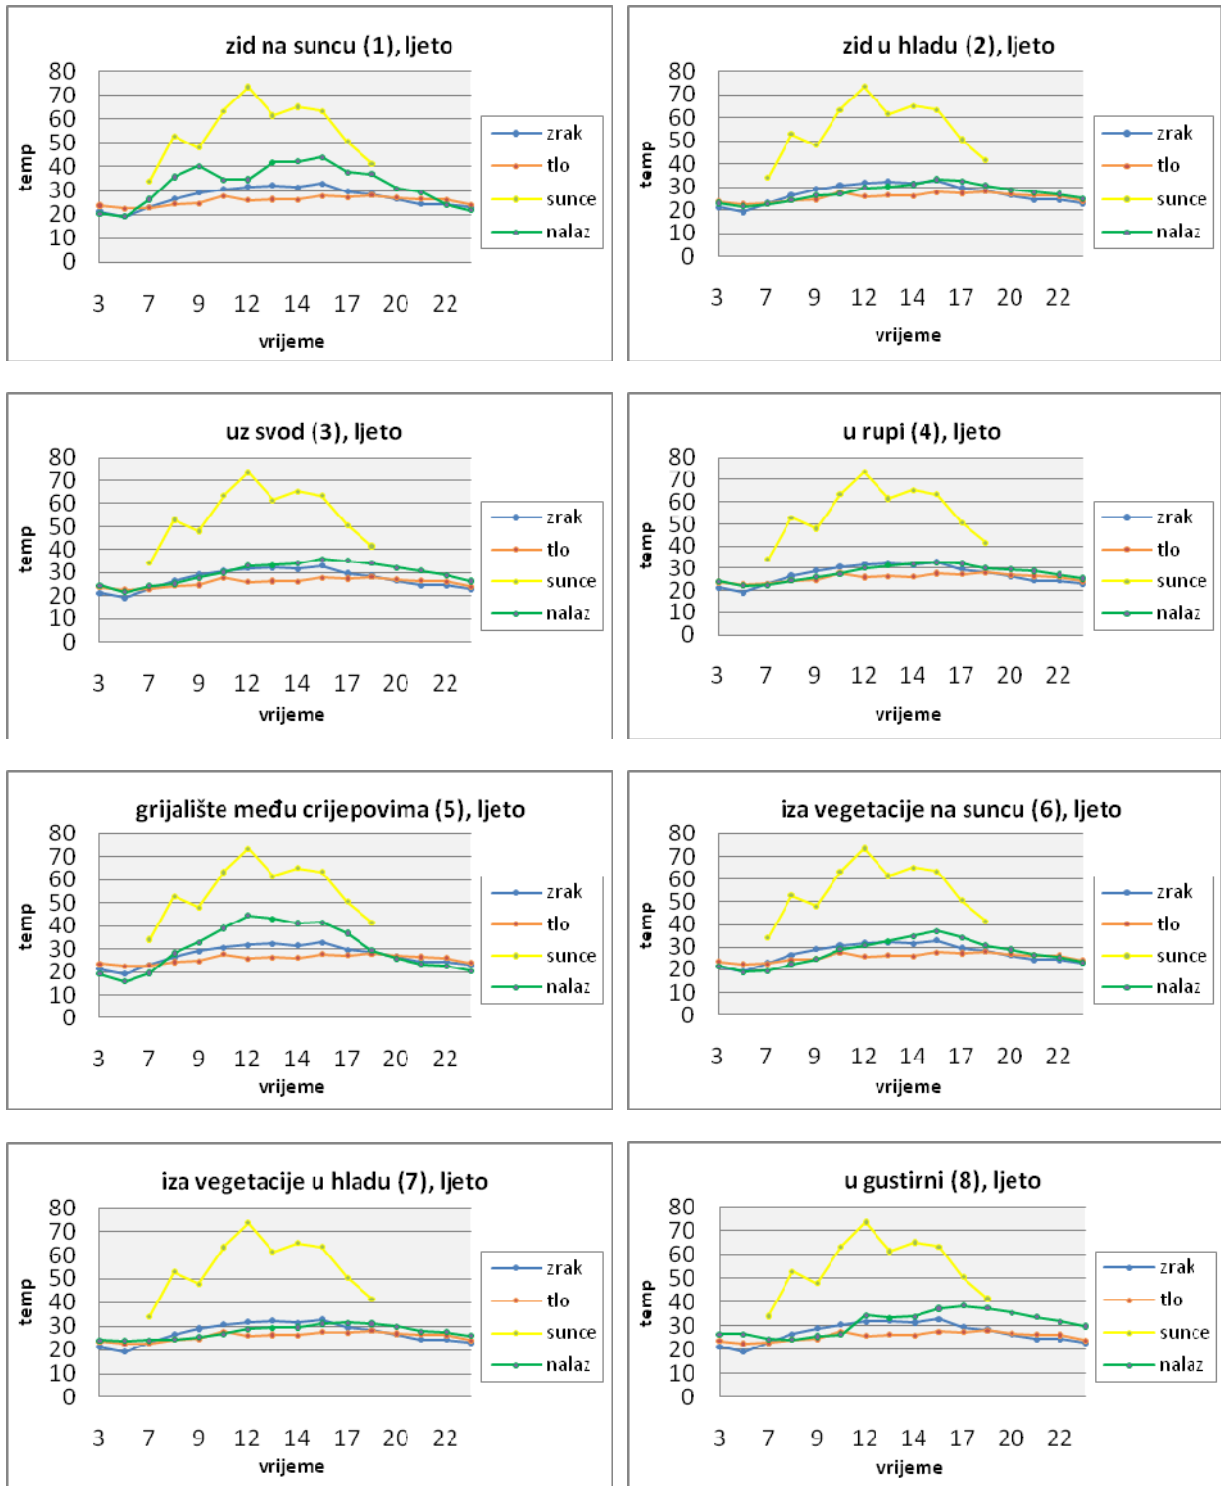 zid na suncu (1), ljeto
80
70
60
50
40
30
20
10
0
temp
3 7 9 12 14 17 20 22
vrijeme
zrak
tlo
sunce
nalaz
zid u hladu (2), ljeto
80
70
60
50
40
30
20
10
0
temp
3 7 9 12 14 17 20 22
vrijeme
zrak
tlo
sunce
nalaz
uz svod (3), ljeto
80
70
60
50
40
30
20
10
0
temp
3 7 9 12 14 17 20 22
vrijeme
zrak
tlo
sunce
nalaz
u rupi (4), ljeto
80
70
60
50
40
30
20
10
0
temp
3 7 9 12 14 17 20 22
vrijeme
zrak
tlo
sunce
nalaz
grijalište među crijepovima (5), ljeto
80
70
60
50
40
30
20
10
0
temp
3 7 9 12 14 17 20 22
vrijeme
zrak
tlo
sunce
nalaz
iza vegetacije na suncu (6), ljeto
80
70
60
50
40
30
20
10
0
temp
3 7 9 12 14 17 20 22
vrijeme
zrak
tlo
sunce
nalaz
iza vegetacije u hladu (7), ljeto
80
70
60
50
40
30
20
10
0
temp
3 7 9 12 14 17 20 22
vrijeme
zrak
tlo
sunce
nalaz
u gustirni (8), ljeto
80
70
60
50
40
30
20
10
0
temp
3 7 9 12 14 17 20 22
vrijeme
zrak
tlo
sunce
nalaz